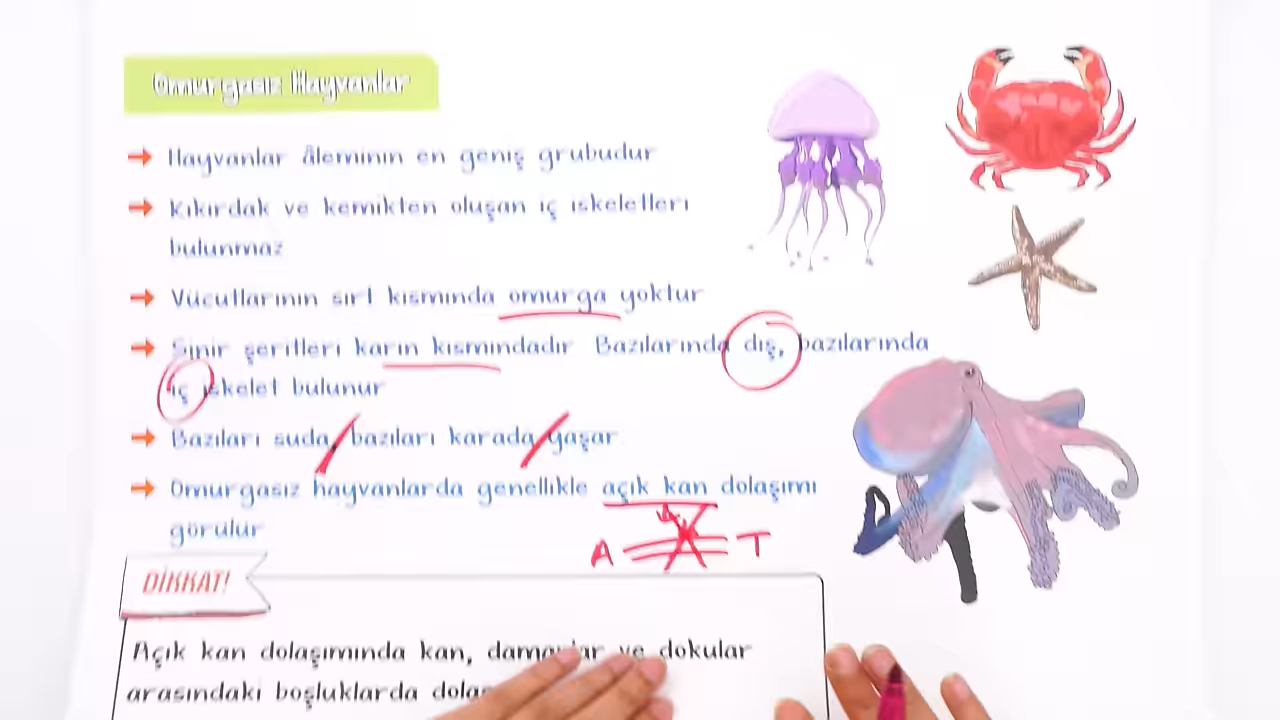 Omurgasız Hayvanlar
Hayvanlar âleminin en geniş grubudur
Kıkırdak ve kemikten oluşan iç iskeletleri
bulunmaz
Vücutlarının sırt kısmında omurga yoktur
Sinir şeritleri karın kısmındadır Bazılarında dış, bazılarında
iç iskelet bulunur
Bazıları suda, bazıları karada yaşar
Omurgasız hayvanlarda genellikle açık kan dolaşımı
görülür
A T
DİKKAT!
Açık kan dolaşımında kan, damarlar ve dokular
arasındaki boşluklarda